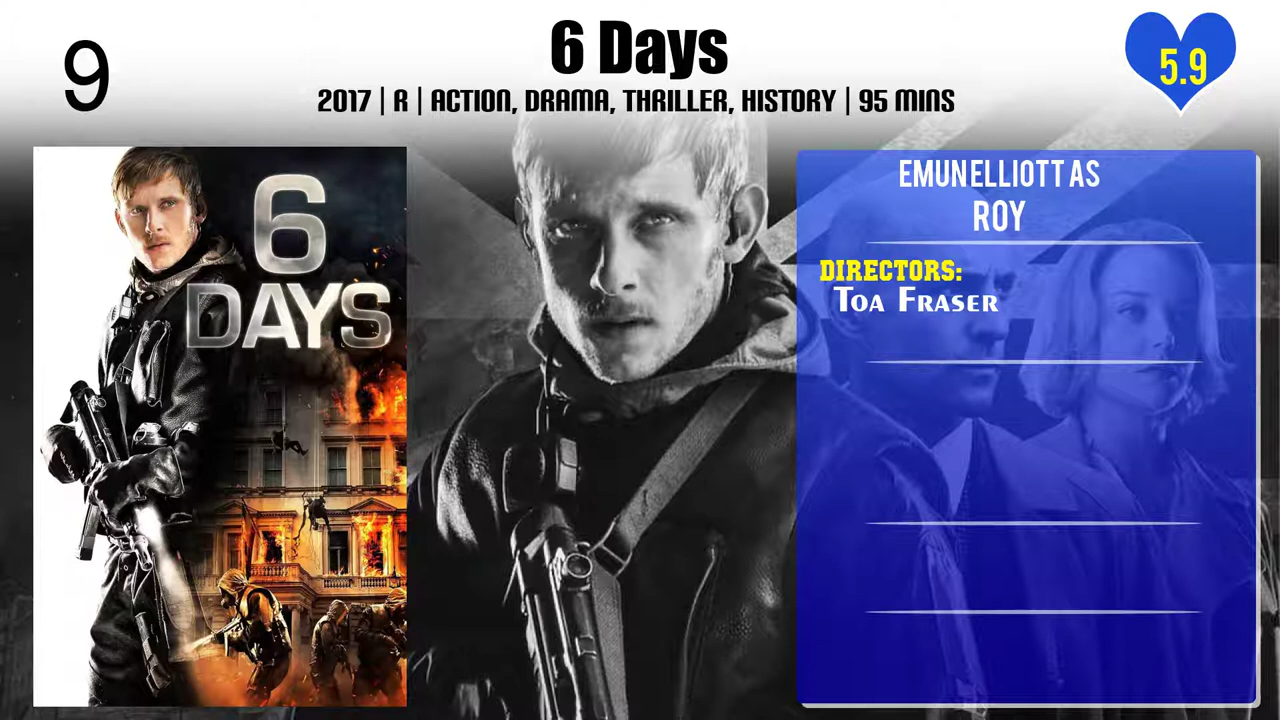 9
6 Days
2017 | R | ACTION, DRAMA, THRILLER, HISTORY | 95 MINS
5.9
6
DAYS
EMUN ELLIOTT AS
ROY
DIRECTORS:
TOA FRASER